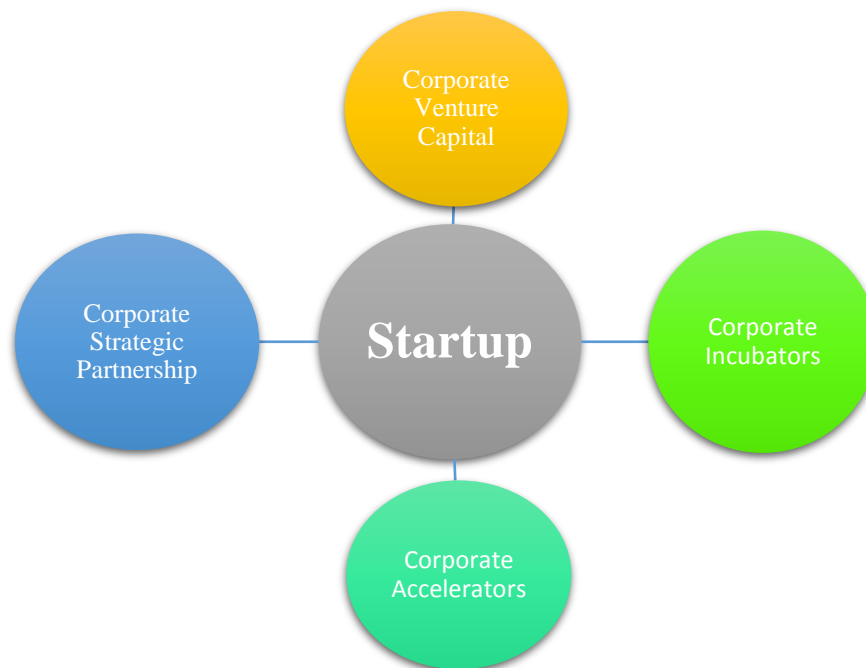 Corporate
Venture
Capital
Corporate
Strategic
Partnership
Startup
Corporate
Incubators
Corporate
Accelerators